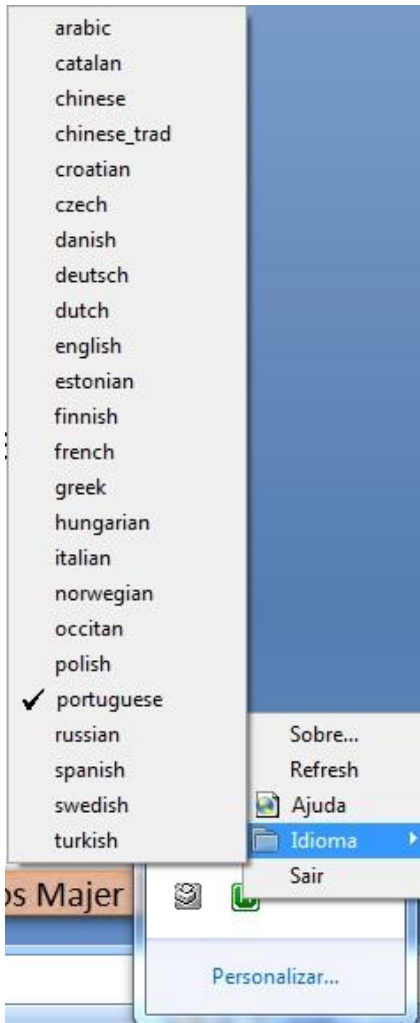 arabic
catalan
chinese
chinese_trad
croatian
czech
danish
deutsch
dutch
english
estonian
finnish
french
greek
hungarian
italian
norwegian
occitan
polish
portuguese
russian
spanish
swedish
turkish
Sobre...
Refresh
Ajuda
Idioma
Sair
os Majer
Personalizar...